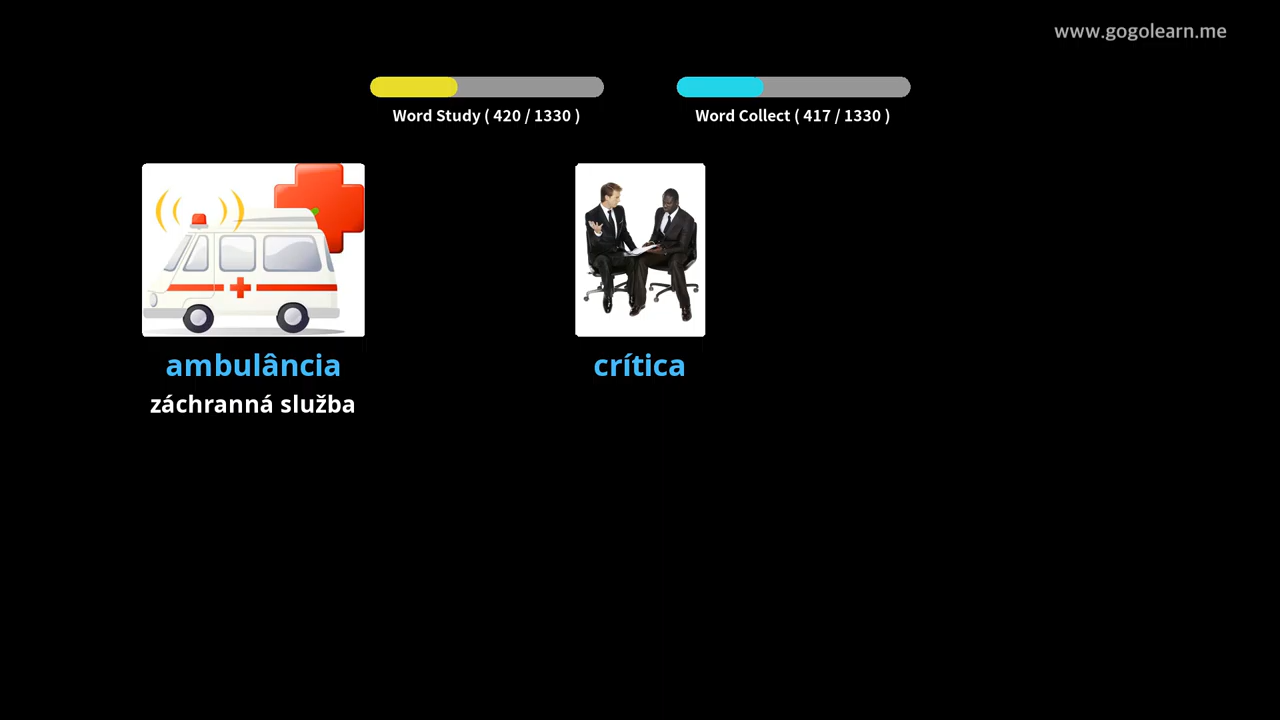 www.gogolearn.me
Word Study ( 420 / 1330 )
Word Collect ( 417 / 1330 )
ambulância
záchranná služba
crítica